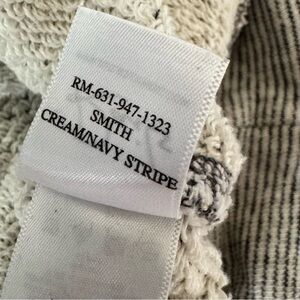 RM-631-947-1323
SMITH
CREAM/NAVY STRIPE